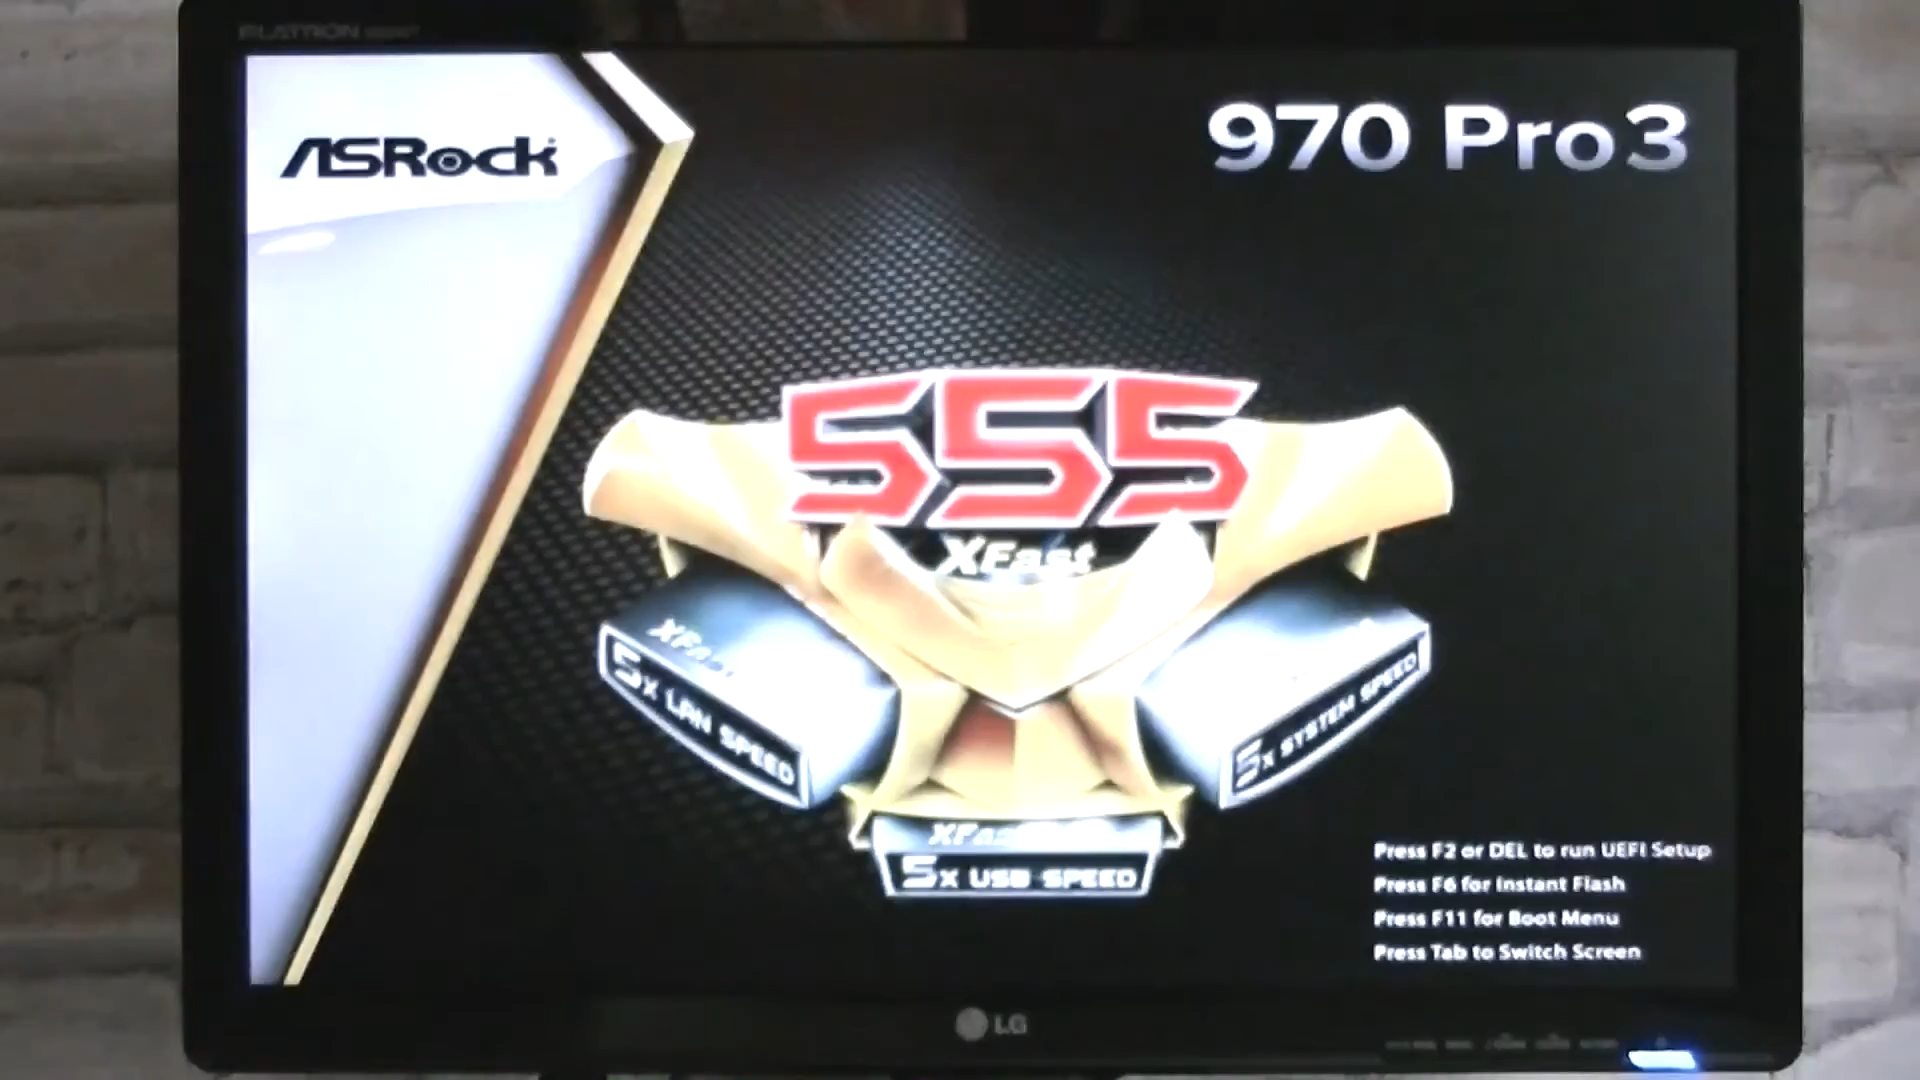 FLATRON
ASRock
970 Pro3
555
XFast
XFast
5X LAN SPEED
5X SYSTEM SPEED
5X USB SPEED
Press F2 or DEL to run UEFI Setup
Press F6 for Instant Flash
Press F11 for Boot Menu
Press Tab to Switch Screen
LG